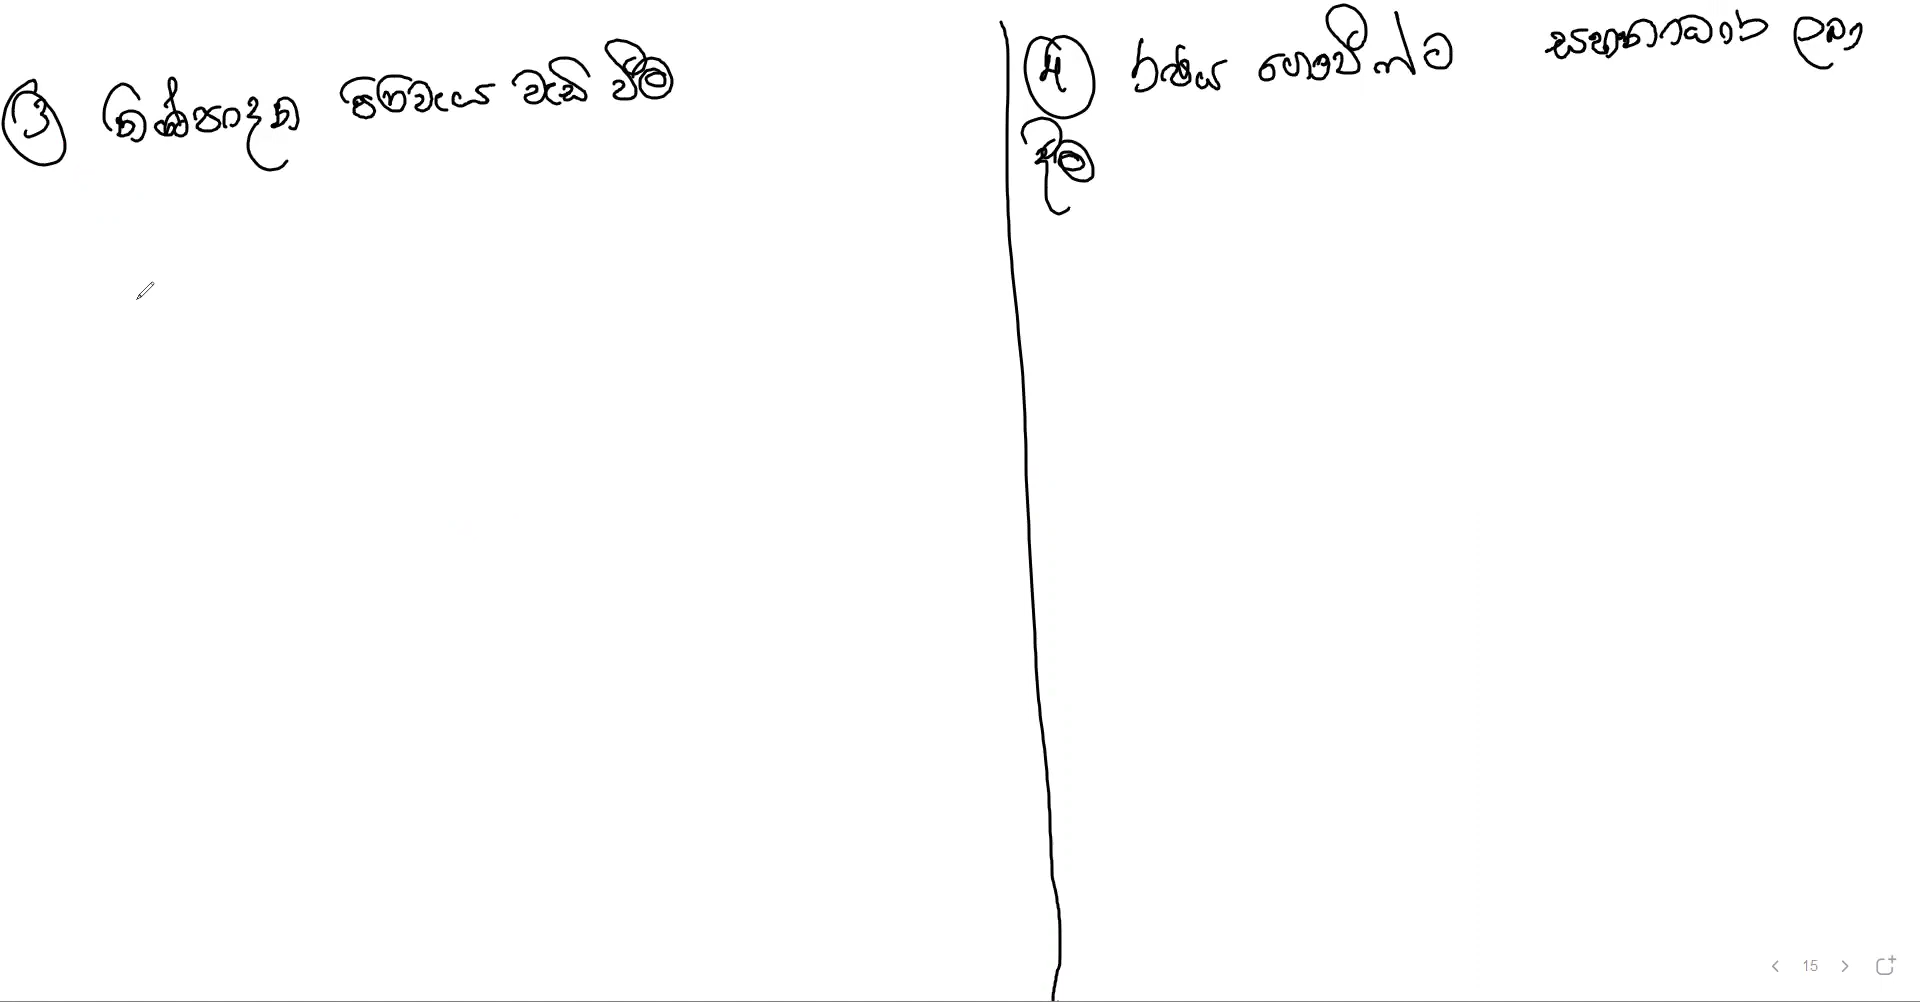 ③ නිෂ්පාදන පිරිවැය වැඩි වීම
④ රජය ගොවීන්ට සහනාධාර ලබා
දීම
15